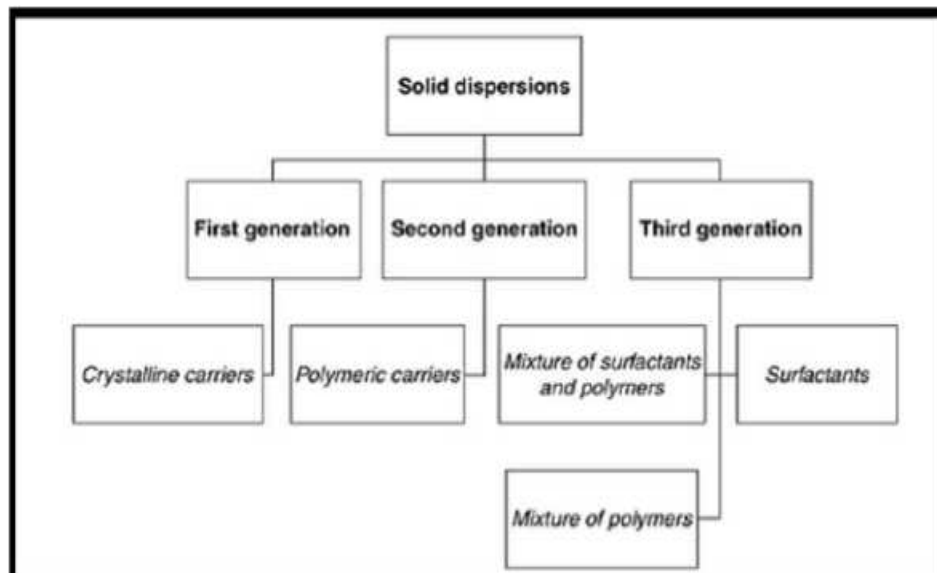 Solid dispersions
First generation
Second generation
Third generation
Crystalline carriers
Polymeric carriers
Mixture of surfactants
and polymers
Surfactants
Mixture of polymers